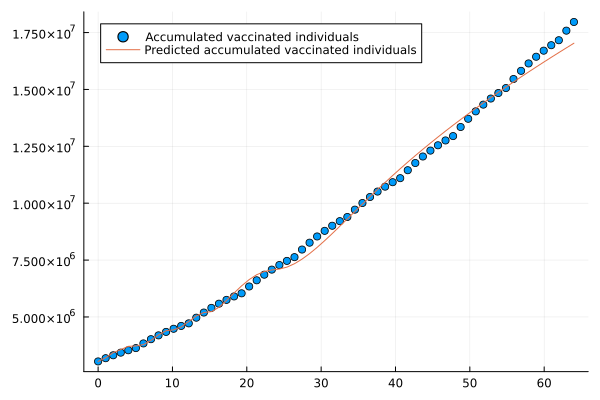 Accumulated vaccinated individuals
Predicted accumulated vaccinated individuals
1.750×10⁷
1.500×10⁷
1.250×10⁷
1.000×10⁷
7.500×10⁶
5.000×10⁶
0 10 20 30 40 50 60